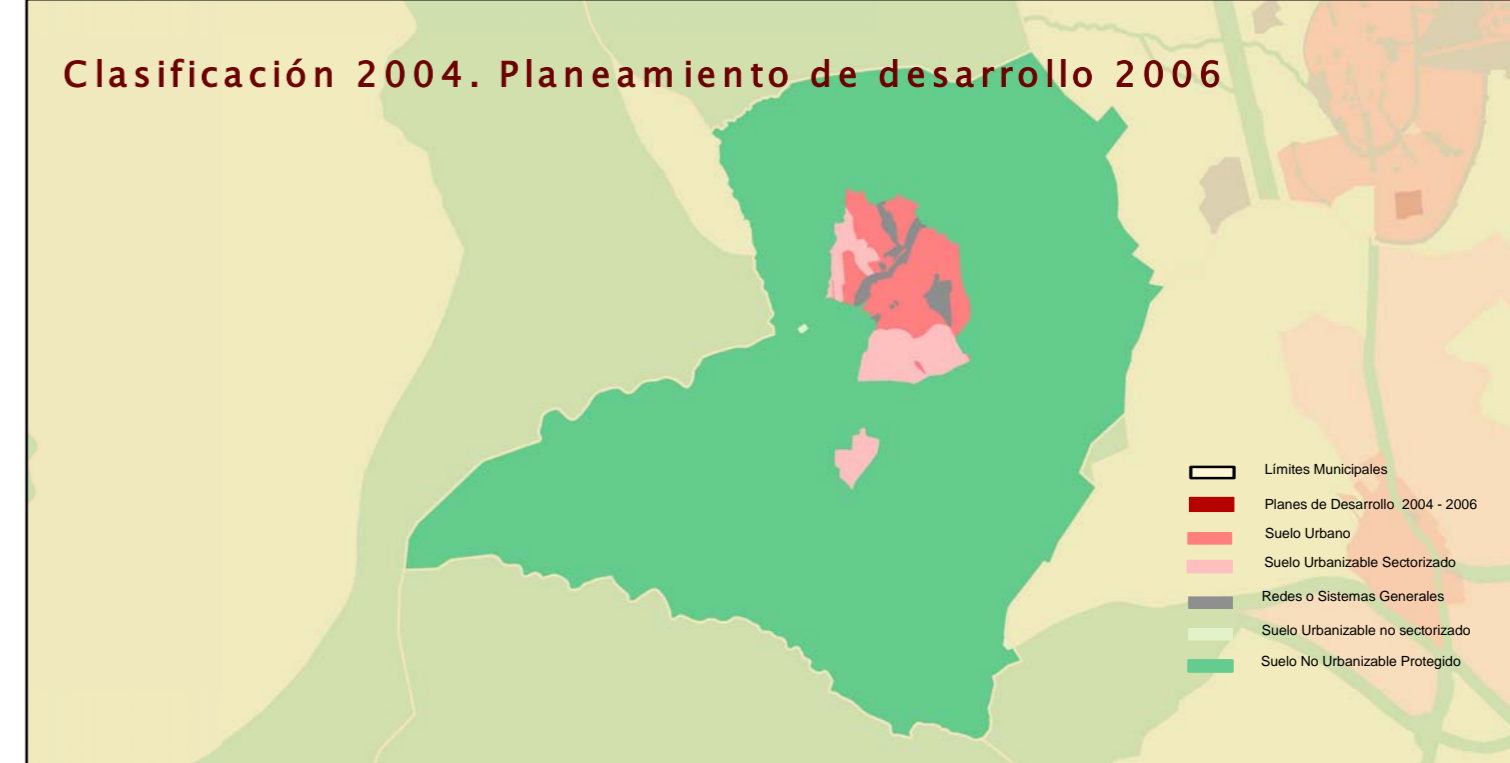 Clasificación 2004. Planeamiento de desarrollo 2006
Límites Municipales
Planes de Desarrollo 2004 - 2006
Suelo Urbano
Suelo Urbanizable Sectorizado
Redes o Sistemas Generales
Suelo Urbanizable no sectorizado
Suelo No Urbanizable Protegido